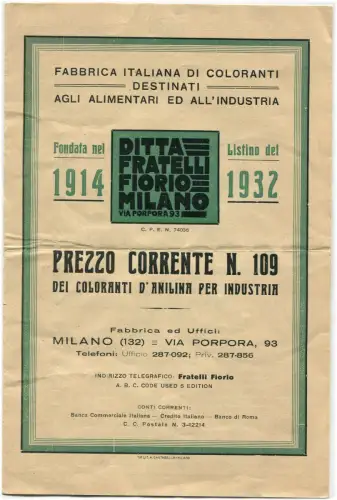 FABBRICA ITALIANA DI COLORANTI
DESTINATI
AGLI ALIMENTARI ED ALL'INDUSTRIA
Fondata nel
1914
DITTA
FRATELLI
FIORIO
MILANO
VIA PORPORA 93
Listino del
1932
C. P. E. M. 74056
PREZZO CORRENTE N. 109
DEI COLORANTI D'ANILINA PER INDUSTRIA
Fabbrica ed Uffici:
MILANO (132) = VIA PORPORA, 93
Telefoni: Ufficio 287-092; Priv. 287-856
INDIRIZZO TELEGRAFICO: Fratelli Fiorio
A. B. C. CODE USED 5 EDITION
CONTI CORRENTI:
Banca Commerciale Italiana — Credito Italiano — Banco di Roma
C. C. Postale N. 3-42214